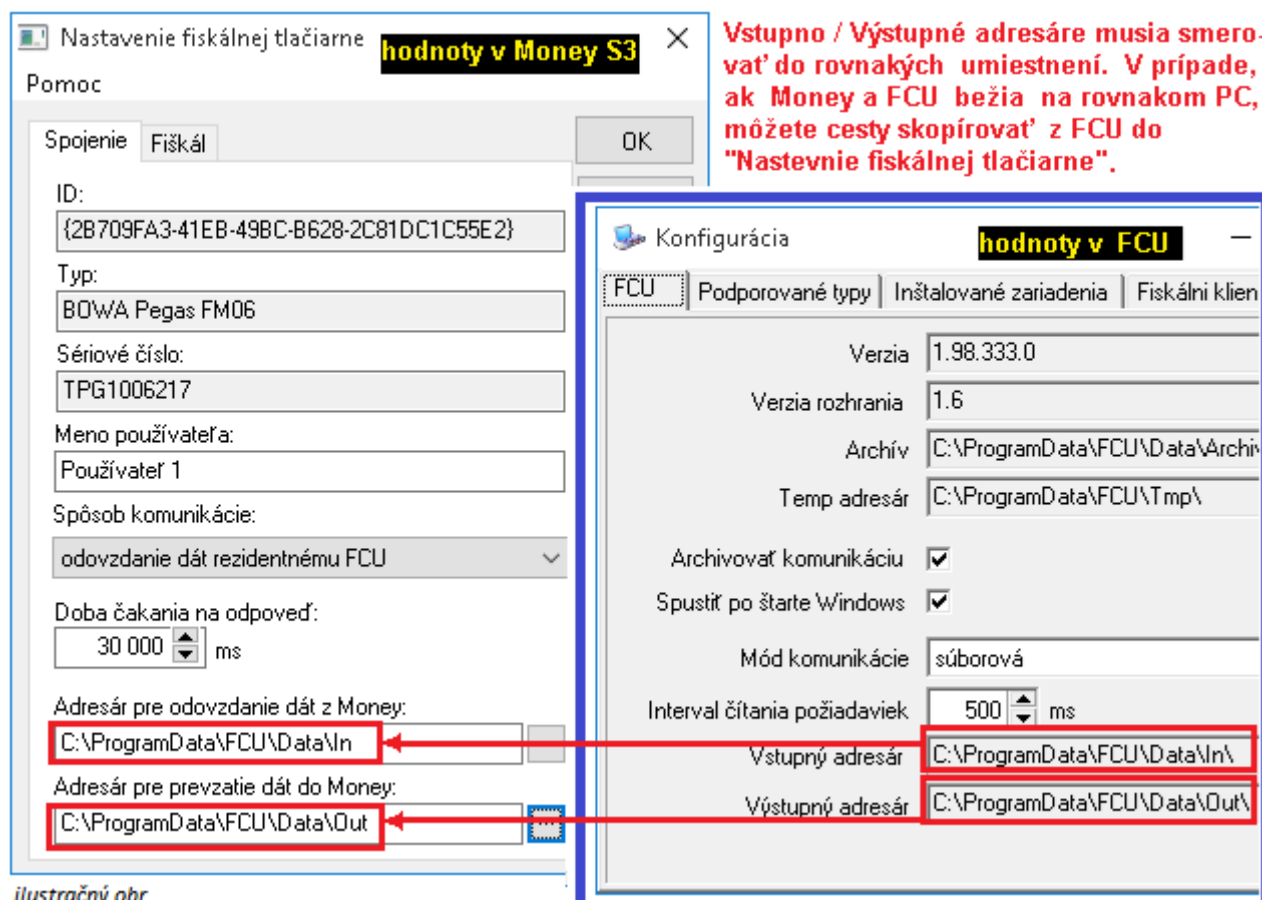 Nastavenie fiskálnej tlačiarne
hodnoty v Money S3
Pomoc
Spojenie
Fiškál
OK
ID:
{2B709FA3-41EB-49BC-B628-2C81DC1C55E2}
Typ:
BOWA Pegas FM06
Sériové číslo:
TPG1006217
Meno používateľa:
Používateľ 1
Spôsob komunikácie:
odovzdanie dát rezidentnému FCU
Doba čakania na odpoveď:
30 000 ms
Adresár pre odovzdanie dát z Money:
C:\ProgramData\FCU\Data\In
Adresár pre prevzatie dát do Money:
C:\ProgramData\FCU\Data\Out
...
ilustračný obr
Vstupno / Výstupné adresáre musia smero-
vať do rovnakých umiestnení. V prípade,
ak Money a FCU bežia na rovnakom PC,
môžete cesty skopírovať z FCU do
"Nastevnie fiskálnej tlačiarne".
Konfigurácia
hodnoty v FCU
FCU
Podporované typy
Inštalované zariadenia
Fiskálni klien
Verzia 1.98.333.0
Verzia rozhrania 1.6
Archív C:\ProgramData\FCU\Data\Archiv
Temp adresár C:\ProgramData\FCU\Tmp\
Archivovať komunikáciu
Spustiť po štarte Windows
Mód komunikácie súborová
Interval čítania požiadaviek 500 ms
Vstupný adresár C:\ProgramData\FCU\Data\In\
Výstupný adresár C:\ProgramData\FCU\Data\Out\